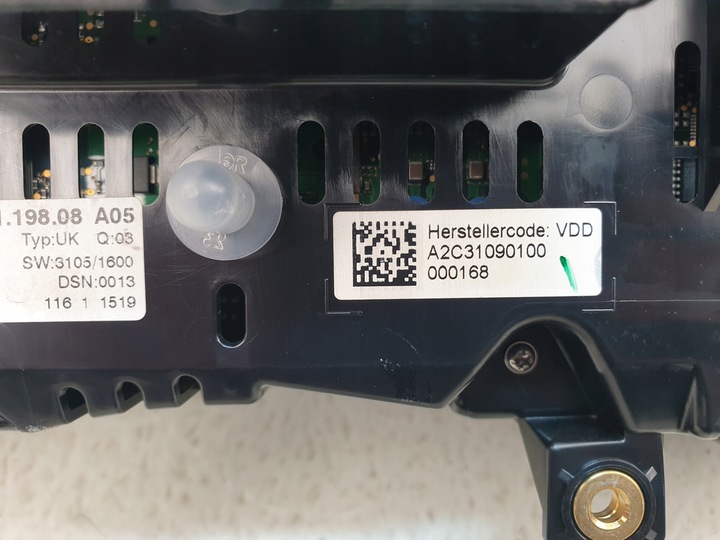 .198.08 A05
Typ:UK Q:03
SW:3105/1600
DSN:0013
116 1 1519
Herstellercode: VDD
A2C31090100
000168